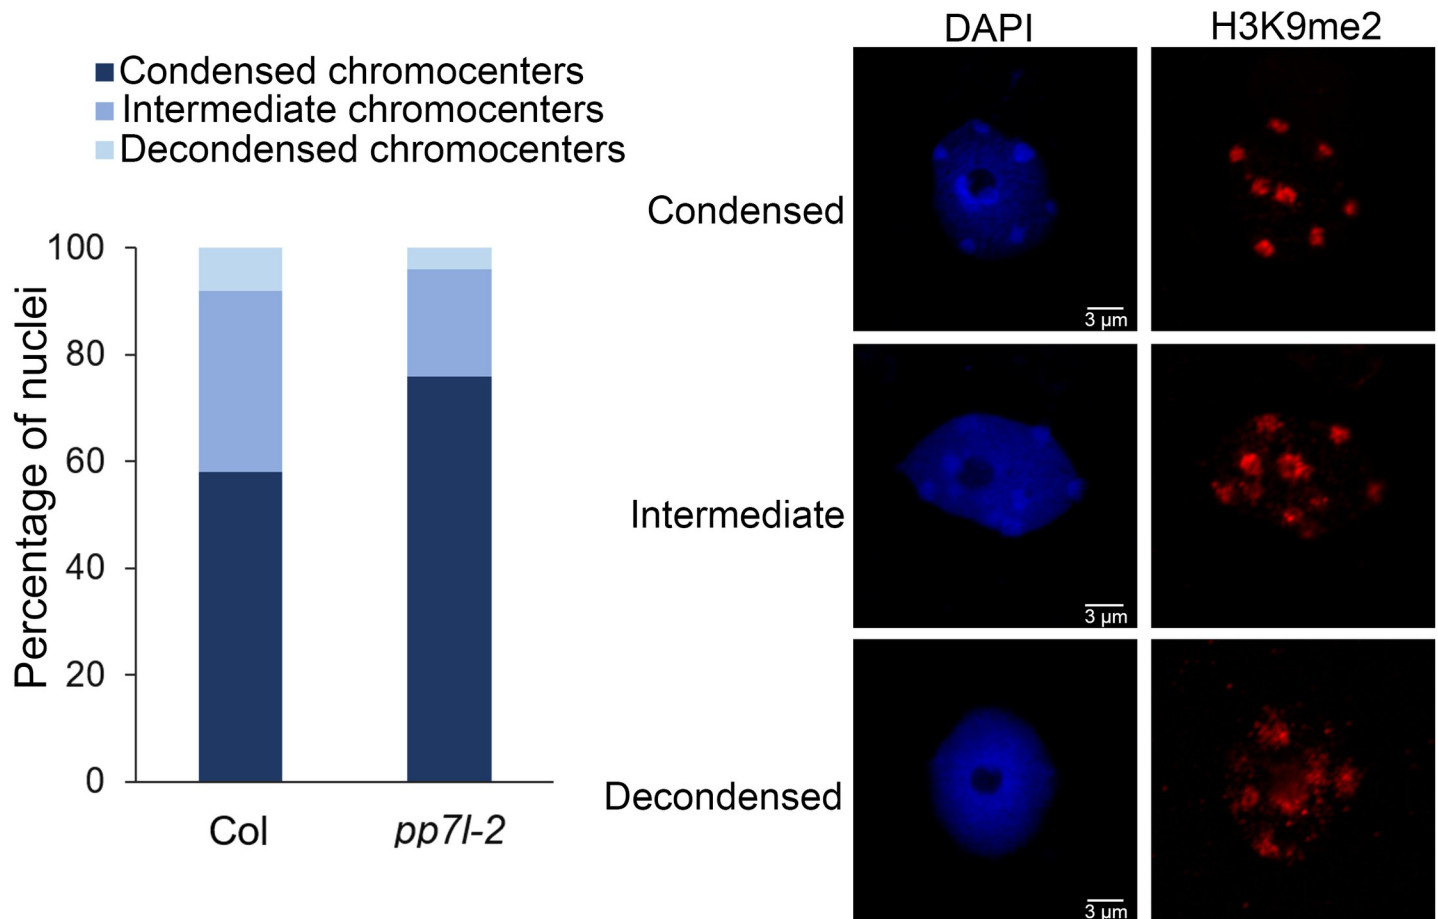 Condensed chromocenters
Intermediate chromocenters
Decondensed chromocenters
Percentage of nuclei
100
80
60
40
20
0
Col
pp7l-2
DAPI
H3K9me2
Condensed
3 µm
Intermediate
3 µm
Decondensed
3 µm